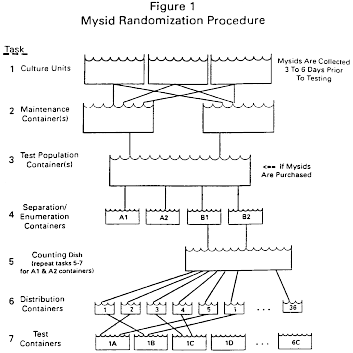 Figure 1
Mysid Randomization Procedure
Task
1 Culture Units
Mysids Are Collected
3 To 6 Days Prior
To Testing
2 Maintenance
Container(s)
3 Test Population
Container(s)
<== if Mysids
Are Purchased
4 Separation/
Enumeration
Containers
A1 A2 B1 B2
5 Counting Dish
(repeat tasks 5-7
for A1 & A2 containers)
6 Distribution
Containers
1 2 3 4 5 ... 36
7 Test
Containers
1A 1B 1C 1D ... 6C